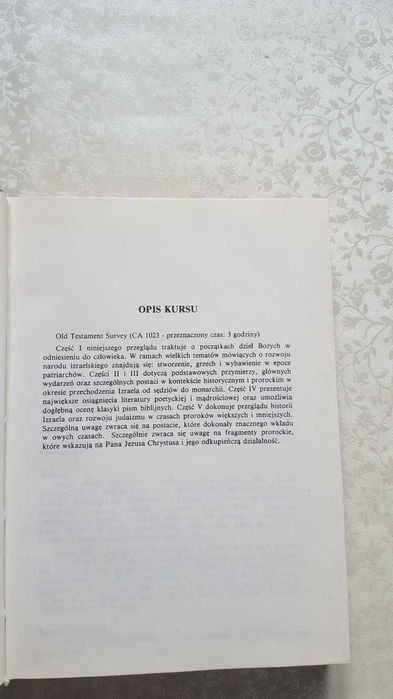 OPIS KURSU
Old Testament Survey (CA 1023 - przeznaczony czas: 3 godziny)
Część I niniejszego przeglądu traktuje o początkach dzieł Bożych w
odniesieniu do człowieka. W ramach wielkich tematów mówiących o rozwoju
narodu izraelskiego znajdują się: stworzenie, grzech i wybawienie w epoce
patriarchów. Części II i III dotyczą podstawowych przymierzy, głównych
wydarzeń oraz szczególnych postaci w kontekście historycznym i prorockim w
okresie przechodzenia Izraela od sędziów do monarchii. Część IV prezentuje
największe osiągnięcia literatury poetyckiej i mądrościowej oraz umożliwia
dogłębną ocenę klasyki pism biblijnych. Część V dokonuje przeglądu historii
Izraela oraz rozwoju judaizmu w czasach proroków większych i mniejszych.
Szczególną uwagę zwraca się na postacie, które dokonały znacznego wkładu
w owych czasach. Szczególnie zwraca się uwagę na fragmenty prorockie,
które wskazują na Pana Jezusa Chrystusa i jego odkupieńczą działalność.